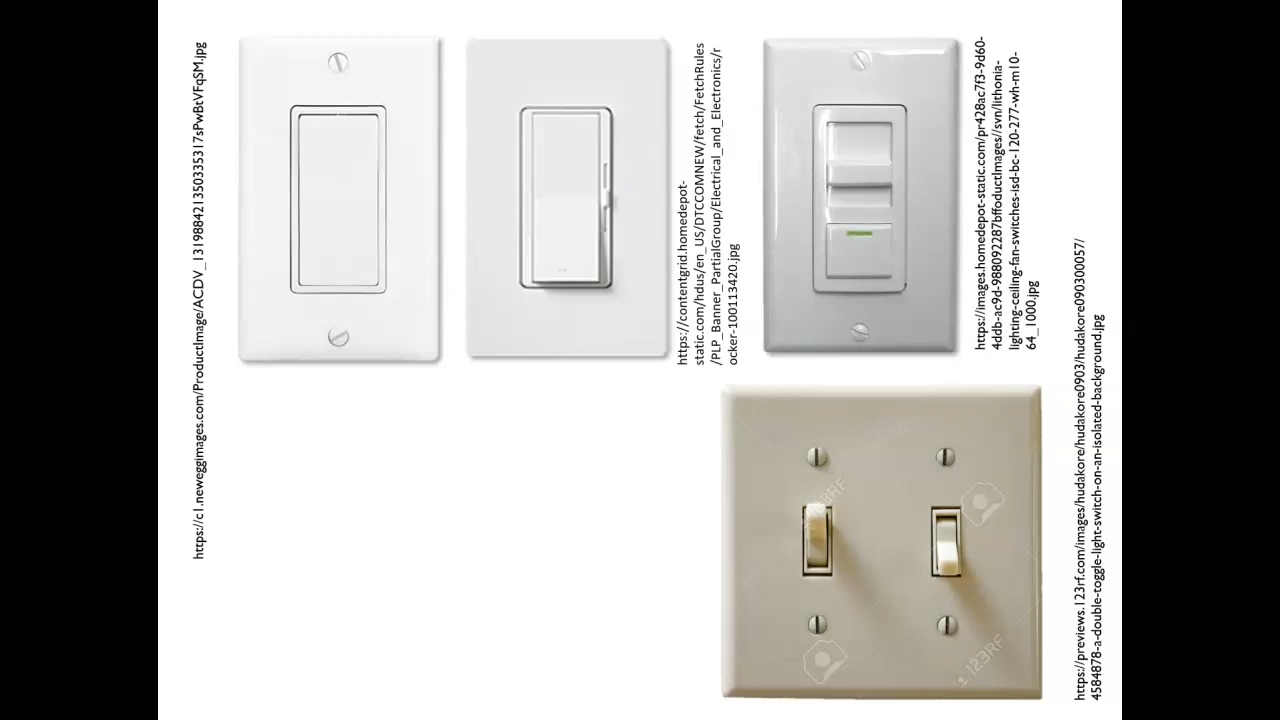 https://c1.neweggimages.com/ProductImage/ACDV_131988421350335317sPwBtVFqSM.jpg
https://contentgrid.homedepot-
static.com/hdus/en_US/DTCCOMNEW/fetch/FetchRules
/PLP_Banner_PartialGroup/Electrical_and_Electronics/r
ocker-100113420.jpg
https://images.homedepot-static.com/pr428ac7f3-9d60-
4ddb-ac9d-988092287bffoductImages//svn/lithonia-
lighting-ceiling-fan-switches-isd-bc-120-277-wh-m10-
64_1000.jpg
https://previews.123rf.com/images/hudakore/hudakore0903/hudakore090300057/
4584878-a-double-toggle-light-switch-on-an-isolated-background.jpg
123RF
123RF